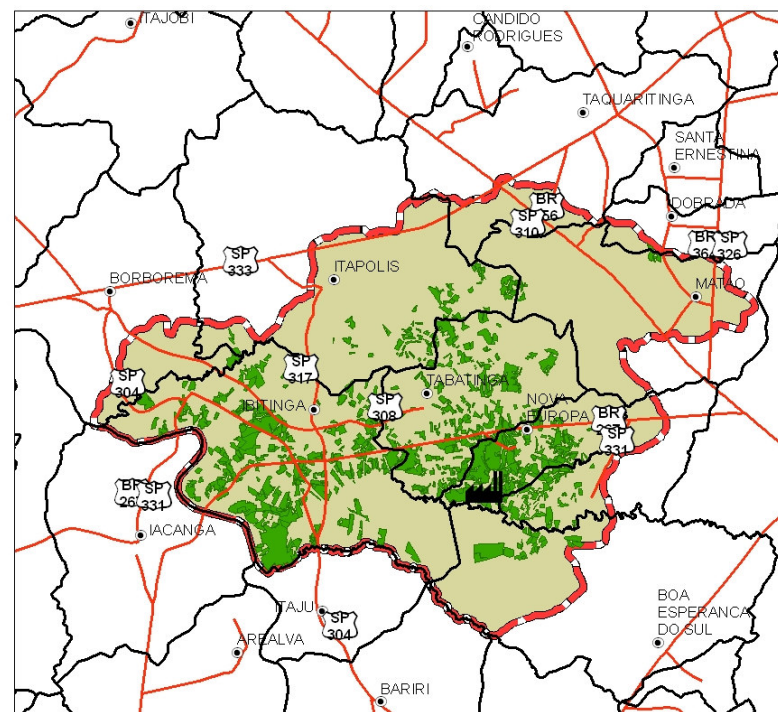 ITAJOBI
CANDIDO
RODRIGUES
TAQUARITINGA
SANTA
ERNESTINA
BR
SP
310
DOBRADA
BR
364
SP
326
SP
333
ITAPOLIS
BORBOREMA
MATAO
SP
317
SP
304
TABATINGA
SP
308
IBITINGA
NOVA
EUROPA
BR
SP
331
BR
SP
331
IACANGA
ITAJU
SP
304
BOA
ESPERANCA
DO SUL
AREALVA
BARIRI